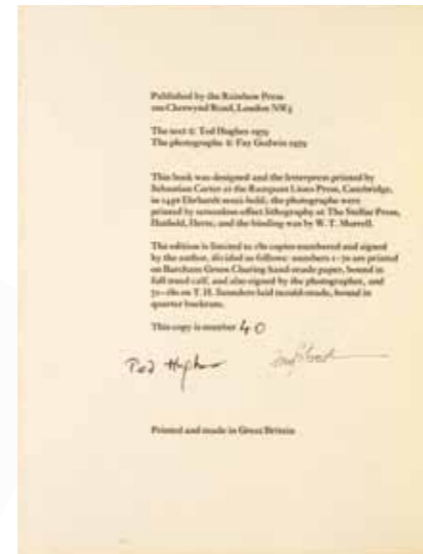 Published by the Rainbow Press
100 Chetwynd Road, London NW5
The text © Ted Hughes 1979
The photographs © Fay Godwin 1979
This book was designed and the letterpress printed by
Sebastian Carter at the Rampant Lions Press, Cambridge,
in 14pt Ehrhardt semi-bold, the photographs were
printed by screenless offset lithography at The Stellar Press,
Hatfield, Herts, and the binding was by W. T. Morrell.
The edition is limited to 180 copies numbered and signed
by the author, divided as follows: numbers 1–70 are printed
on Barcham Green Charing hand-made paper, bound in
full calf, and also signed by the photographer, and
71–180 on T. H. Saunders laid mould-made, bound in
quarter buckram.
This copy is number 40
Ted Hughes
Printed and made in Great Britain